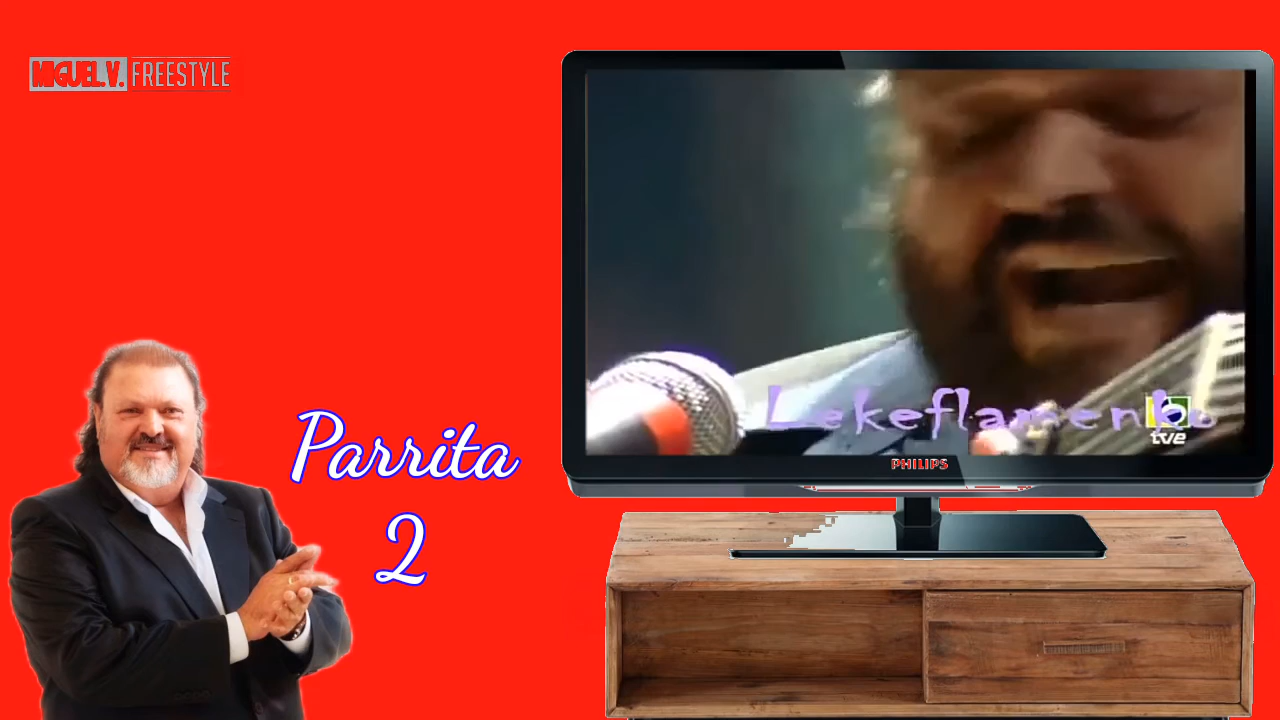 MIGUEL.V. FREESTYLE
Parrita
2
Lekeflamenko
tve
PHILIPS